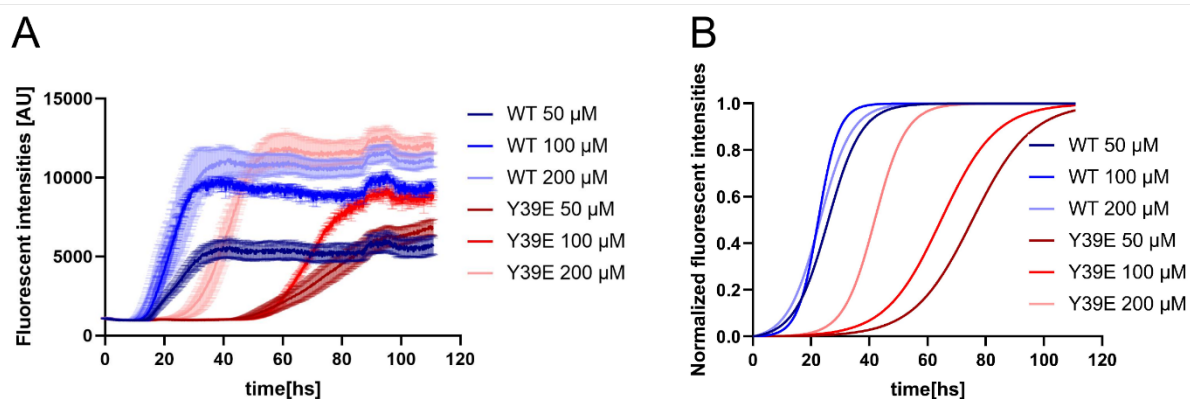 A
Fluorescent intensities [AU]
15000
10000
5000
0
0 20 40 60 80 100 120
time[hs]
WT 50 μM
WT 100 μM
WT 200 μM
Y39E 50 μM
Y39E 100 μM
Y39E 200 μM
B
Normalized fluorescent intensities
1.0
0.8
0.6
0.4
0.2
0.0
0 20 40 60 80 100 120
time[hs]
WT 50 μM
WT 100 μM
WT 200 μM
Y39E 50 μM
Y39E 100 μM
Y39E 200 μM